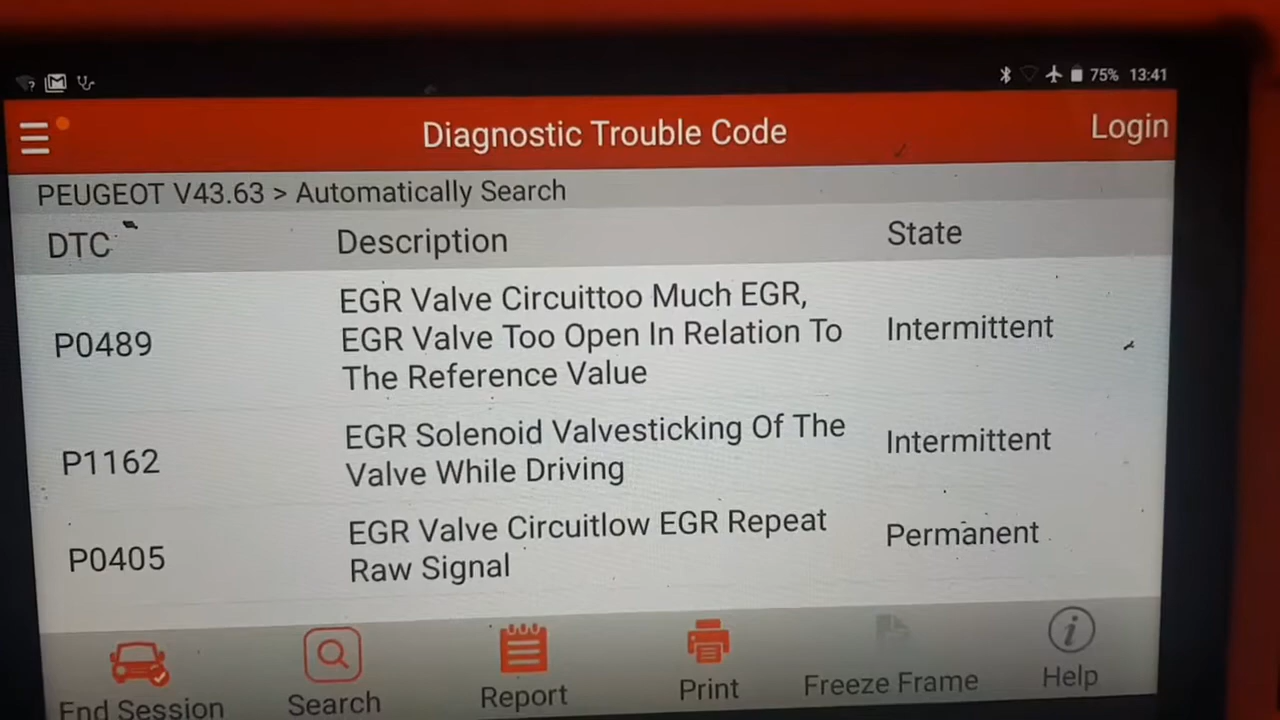 75% 13:41
Diagnostic Trouble Code
Login
PEUGEOT V43.63 > Automatically Search
DTC
Description
State
P0489
EGR Valve Circuittoo Much EGR,
EGR Valve Too Open In Relation To
The Reference Value
Intermittent
P1162
EGR Solenoid Valvesticking Of The
Valve While Driving
Intermittent
P0405
EGR Valve Circuitlow EGR Repeat
Raw Signal
Permanent
End Session
Search
Report
Print
Freeze Frame
Help